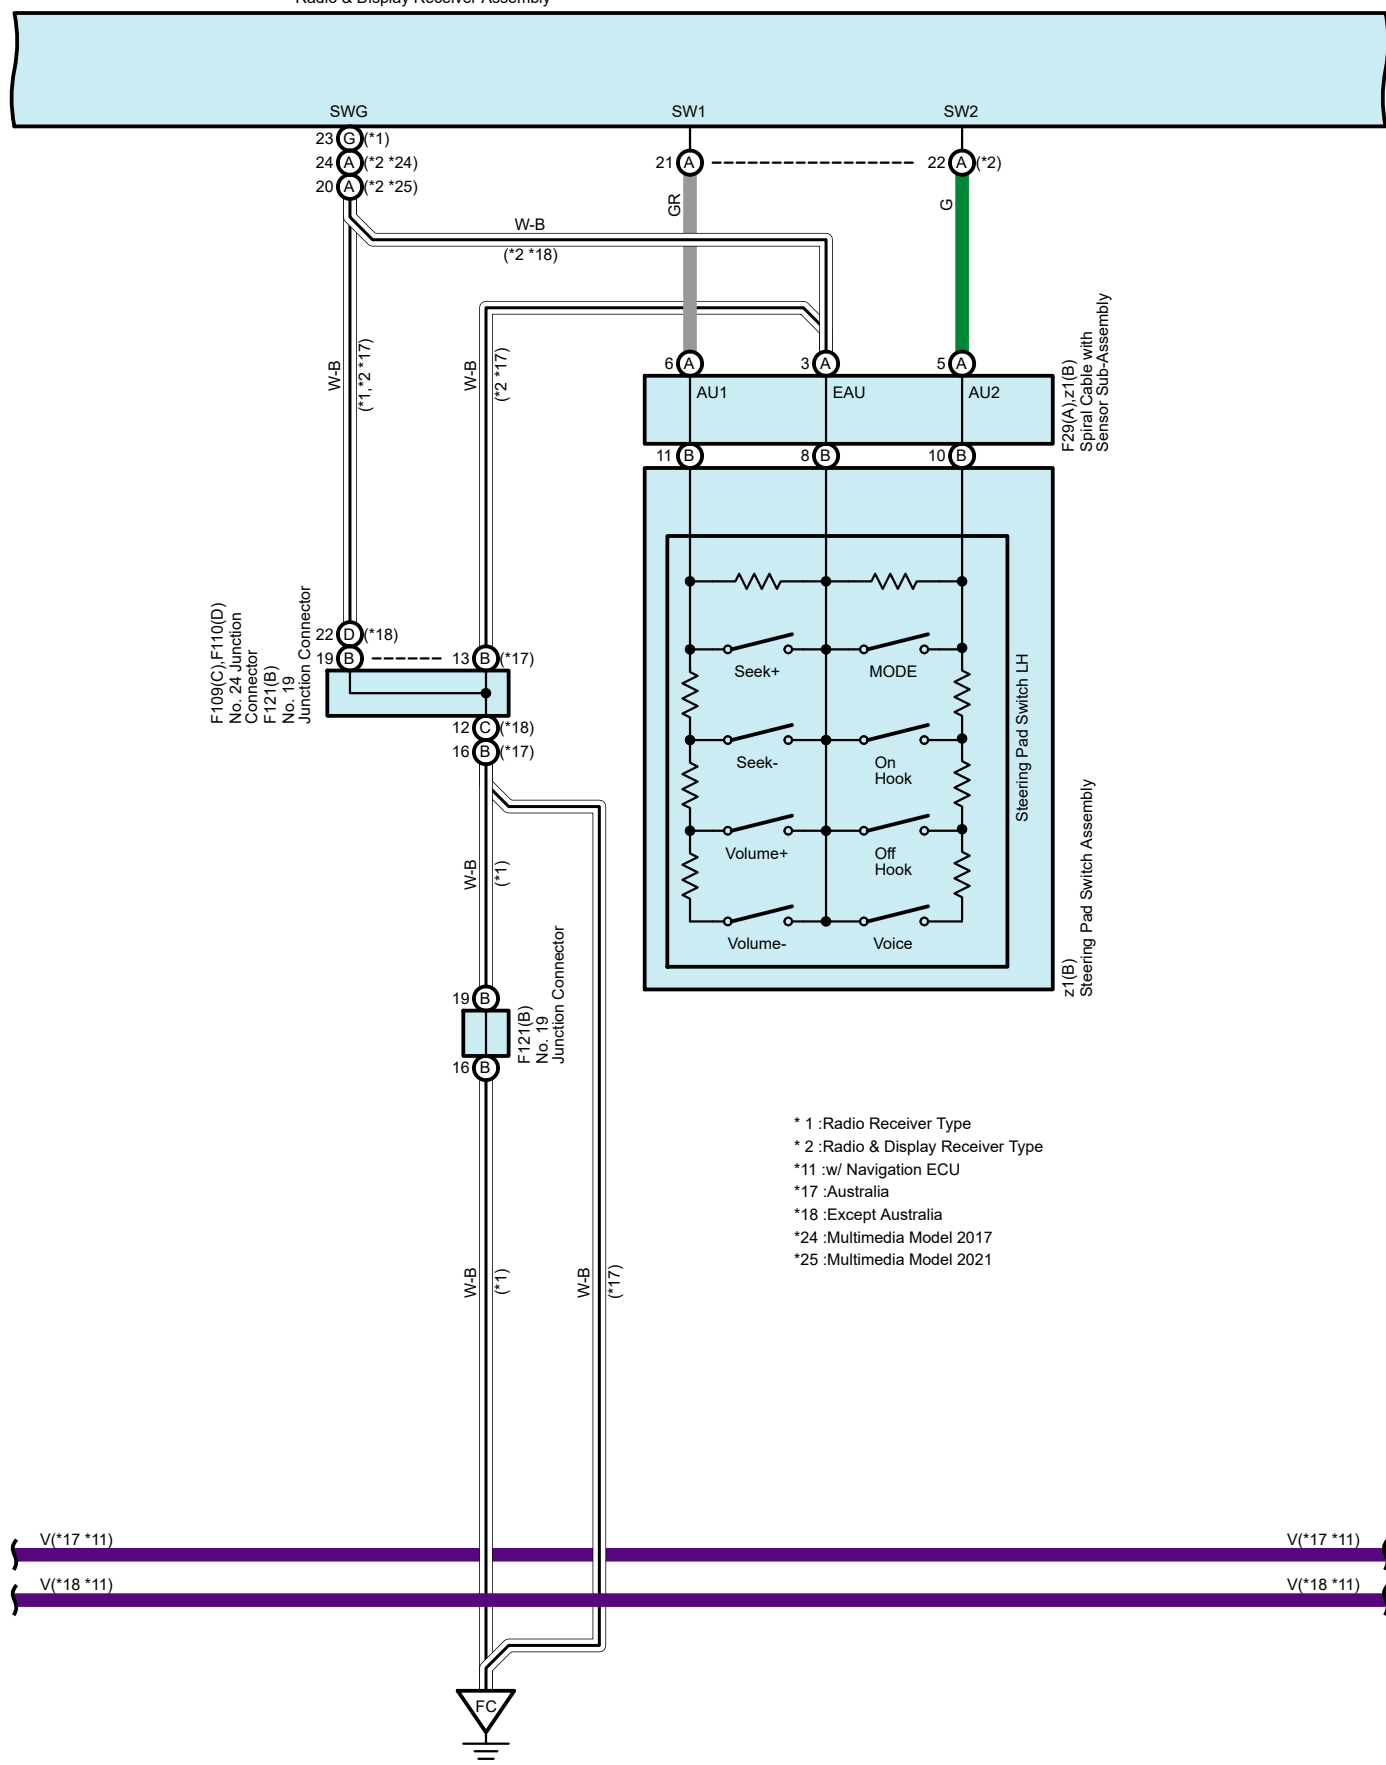 Radio & Display Receiver Assembly
SWG
SW1
SW2
23 G (*1)
24 A (*2 *24)
20 A (*2 *25)
21 A
22 A (*2)
GR
G
W-B
(*2 *18)
W-B
(*1, *2 *17)
W-B
(*2 *17)
6 A
3 A
5 A
AU1
EAU
AU2
F29(A),z1(B)
Spiral Cable with
Sensor Sub-Assembly
11 B
8 B
10 B
Seek+
MODE
Seek-
On
Hook
Volume+
Off
Hook
Volume-
Voice
Steering Pad Switch LH
z1(B)
Steering Pad Switch Assembly
F109(C),F110(D)
No. 24 Junction
Connector
F121(B)
No. 19
Junction Connector
22 D (*18)
19 B
13 B (*17)
12 C (*18)
16 B (*17)
W-B
(*1)
19 B
F121(B)
No. 19
Junction Connector
16 B
* 1 :Radio Receiver Type
* 2 :Radio & Display Receiver Type
*11 :w/ Navigation ECU
*17 :Australia
*18 :Except Australia
*24 :Multimedia Model 2017
*25 :Multimedia Model 2021
W-B
(*1)
W-B
(*17)
V(*17 *11)
V(*17 *11)
V(*18 *11)
V(*18 *11)
FC